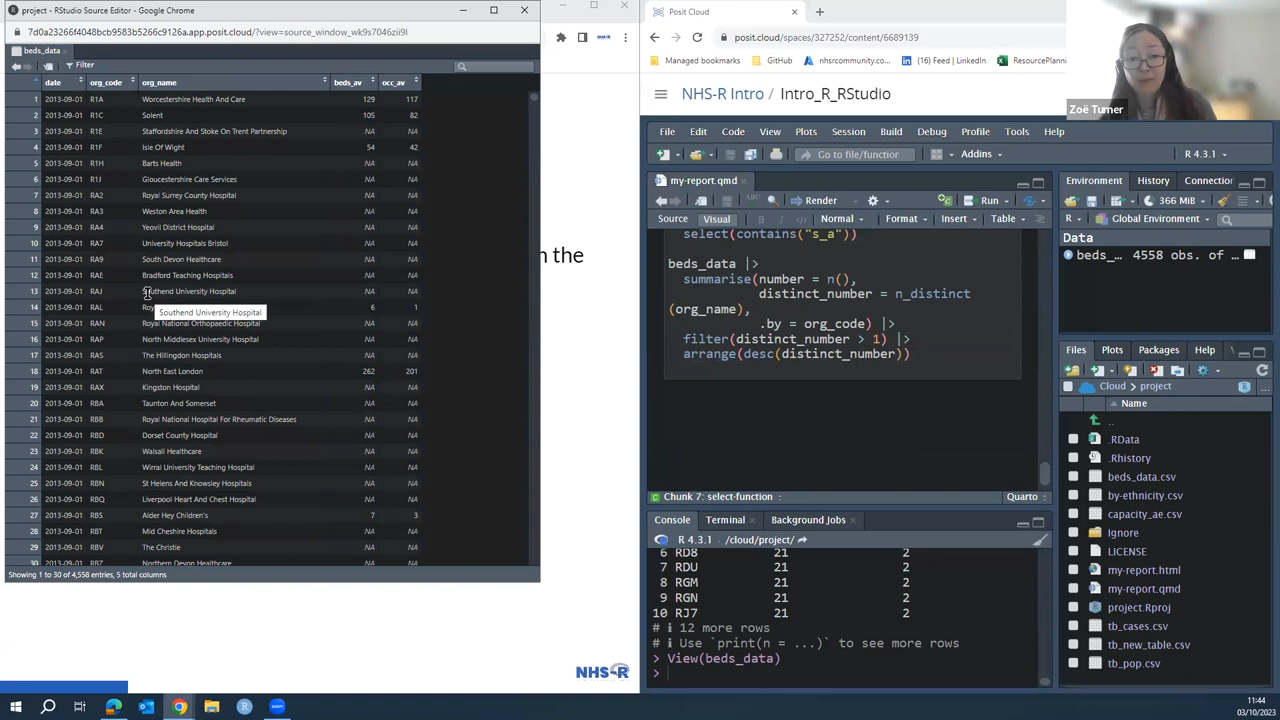 project - RStudio Source Editor - Google Chrome
7d0a23266f4048bcb9583b5266c9126a.app.posit.cloud/?view=source_window_wk9s7046zii9l
beds_data
Filter
date org_code org_name beds_av occ_av
1 2013-09-01 R1A Worcestershire Health And Care 129 117
2 2013-09-01 R1C Solent 105 82
3 2013-09-01 R1E Staffordshire And Stoke On Trent Partnership NA NA
4 2013-09-01 R1F Isle Of Wight 54 42
5 2013-09-01 R1H Barts Health NA NA
6 2013-09-01 R1J Gloucestershire Care Services NA NA
7 2013-09-01 RA2 Royal Surrey County Hospital NA NA
8 2013-09-01 RA3 Weston Area Health NA NA
9 2013-09-01 RA4 Yeovil District Hospital NA NA
10 2013-09-01 RA7 University Hospitals Bristol NA NA
11 2013-09-01 RA9 South Devon Healthcare NA NA
12 2013-09-01 RAE Bradford Teaching Hospitals NA NA
13 2013-09-01 RAJ Southend University Hospital NA NA
Southend University Hospital
14 2013-09-01 RAL Roy 6 1
15 2013-09-01 RAN Royal National Orthopaedic Hospital NA NA
16 2013-09-01 RAP North Middlesex University Hospital NA NA
17 2013-09-01 RAS The Hillingdon Hospitals NA NA
18 2013-09-01 RAT North East London 262 201
19 2013-09-01 RAX Kingston Hospital NA NA
20 2013-09-01 RBA Taunton And Somerset NA NA
21 2013-09-01 RBB Royal National Hospital For Rheumatic Diseases NA NA
22 2013-09-01 RBD Dorset County Hospital NA NA
23 2013-09-01 RBK Walsall Healthcare NA NA
24 2013-09-01 RBL Wirral University Teaching Hospital NA NA
25 2013-09-01 RBN St Helens And Knowsley Hospitals NA NA
26 2013-09-01 RBQ Liverpool Heart And Chest Hospital NA NA
27 2013-09-01 RBS Alder Hey Children's 7 3
28 2013-09-01 RBT Mid Cheshire Hospitals NA NA
29 2013-09-01 RBV The Christie NA NA
30 2013-09-01 RBZ Northern Devon Healthcare NA NA
Showing 1 to 30 of 4,558 entries, 5 total columns
n the
NHS-R
Posit Cloud
posit.cloud/spaces/327252/content/6689139
Managed bookmarks GitHub nhsrcommunity.com... (16) Feed | LinkedIn ResourcePlanni
Zoë Turner
NHS-R Intro / Intro_R_RStudio
File Edit Code View Plots Session Build Debug Profile Tools Help
Go to file/function Addins R 4.3.1
my-report.qmd
Render Run
Source Visual B Normal Format Insert Table
select(contains("s_a"))
beds_data |>
summarise(number = n(),
distinct_number = n_distinct
(org_name),
.by = org_code) |>
filter(distinct_number > 1) |>
arrange(desc(distinct_number))
Chunk 7: select-function Quarto
Console Terminal Background Jobs
R 4.3.1 . /cloud/project/
6 RD8 21 2
7 RDU 21 2
8 RGM 21 2
9 RGN 21 2
10 RJ7 21 2
# ℹ 12 more rows
# ℹ Use `print(n = ...)` to see more rows
> View(beds_data)
>
Environment History Connection
366 MiB
R Global Environment
Data
beds_... 4558 obs. of ...
Files Plots Packages Help
Cloud > project
Name
..
.RData
.Rhistory
beds_data.csv
by-ethnicity.csv
capacity_ae.csv
Ignore
LICENSE
my-report.html
my-report.qmd
project.Rproj
tb_cases.csv
tb_new_table.csv
tb_pop.csv
11:44
03/10/2023